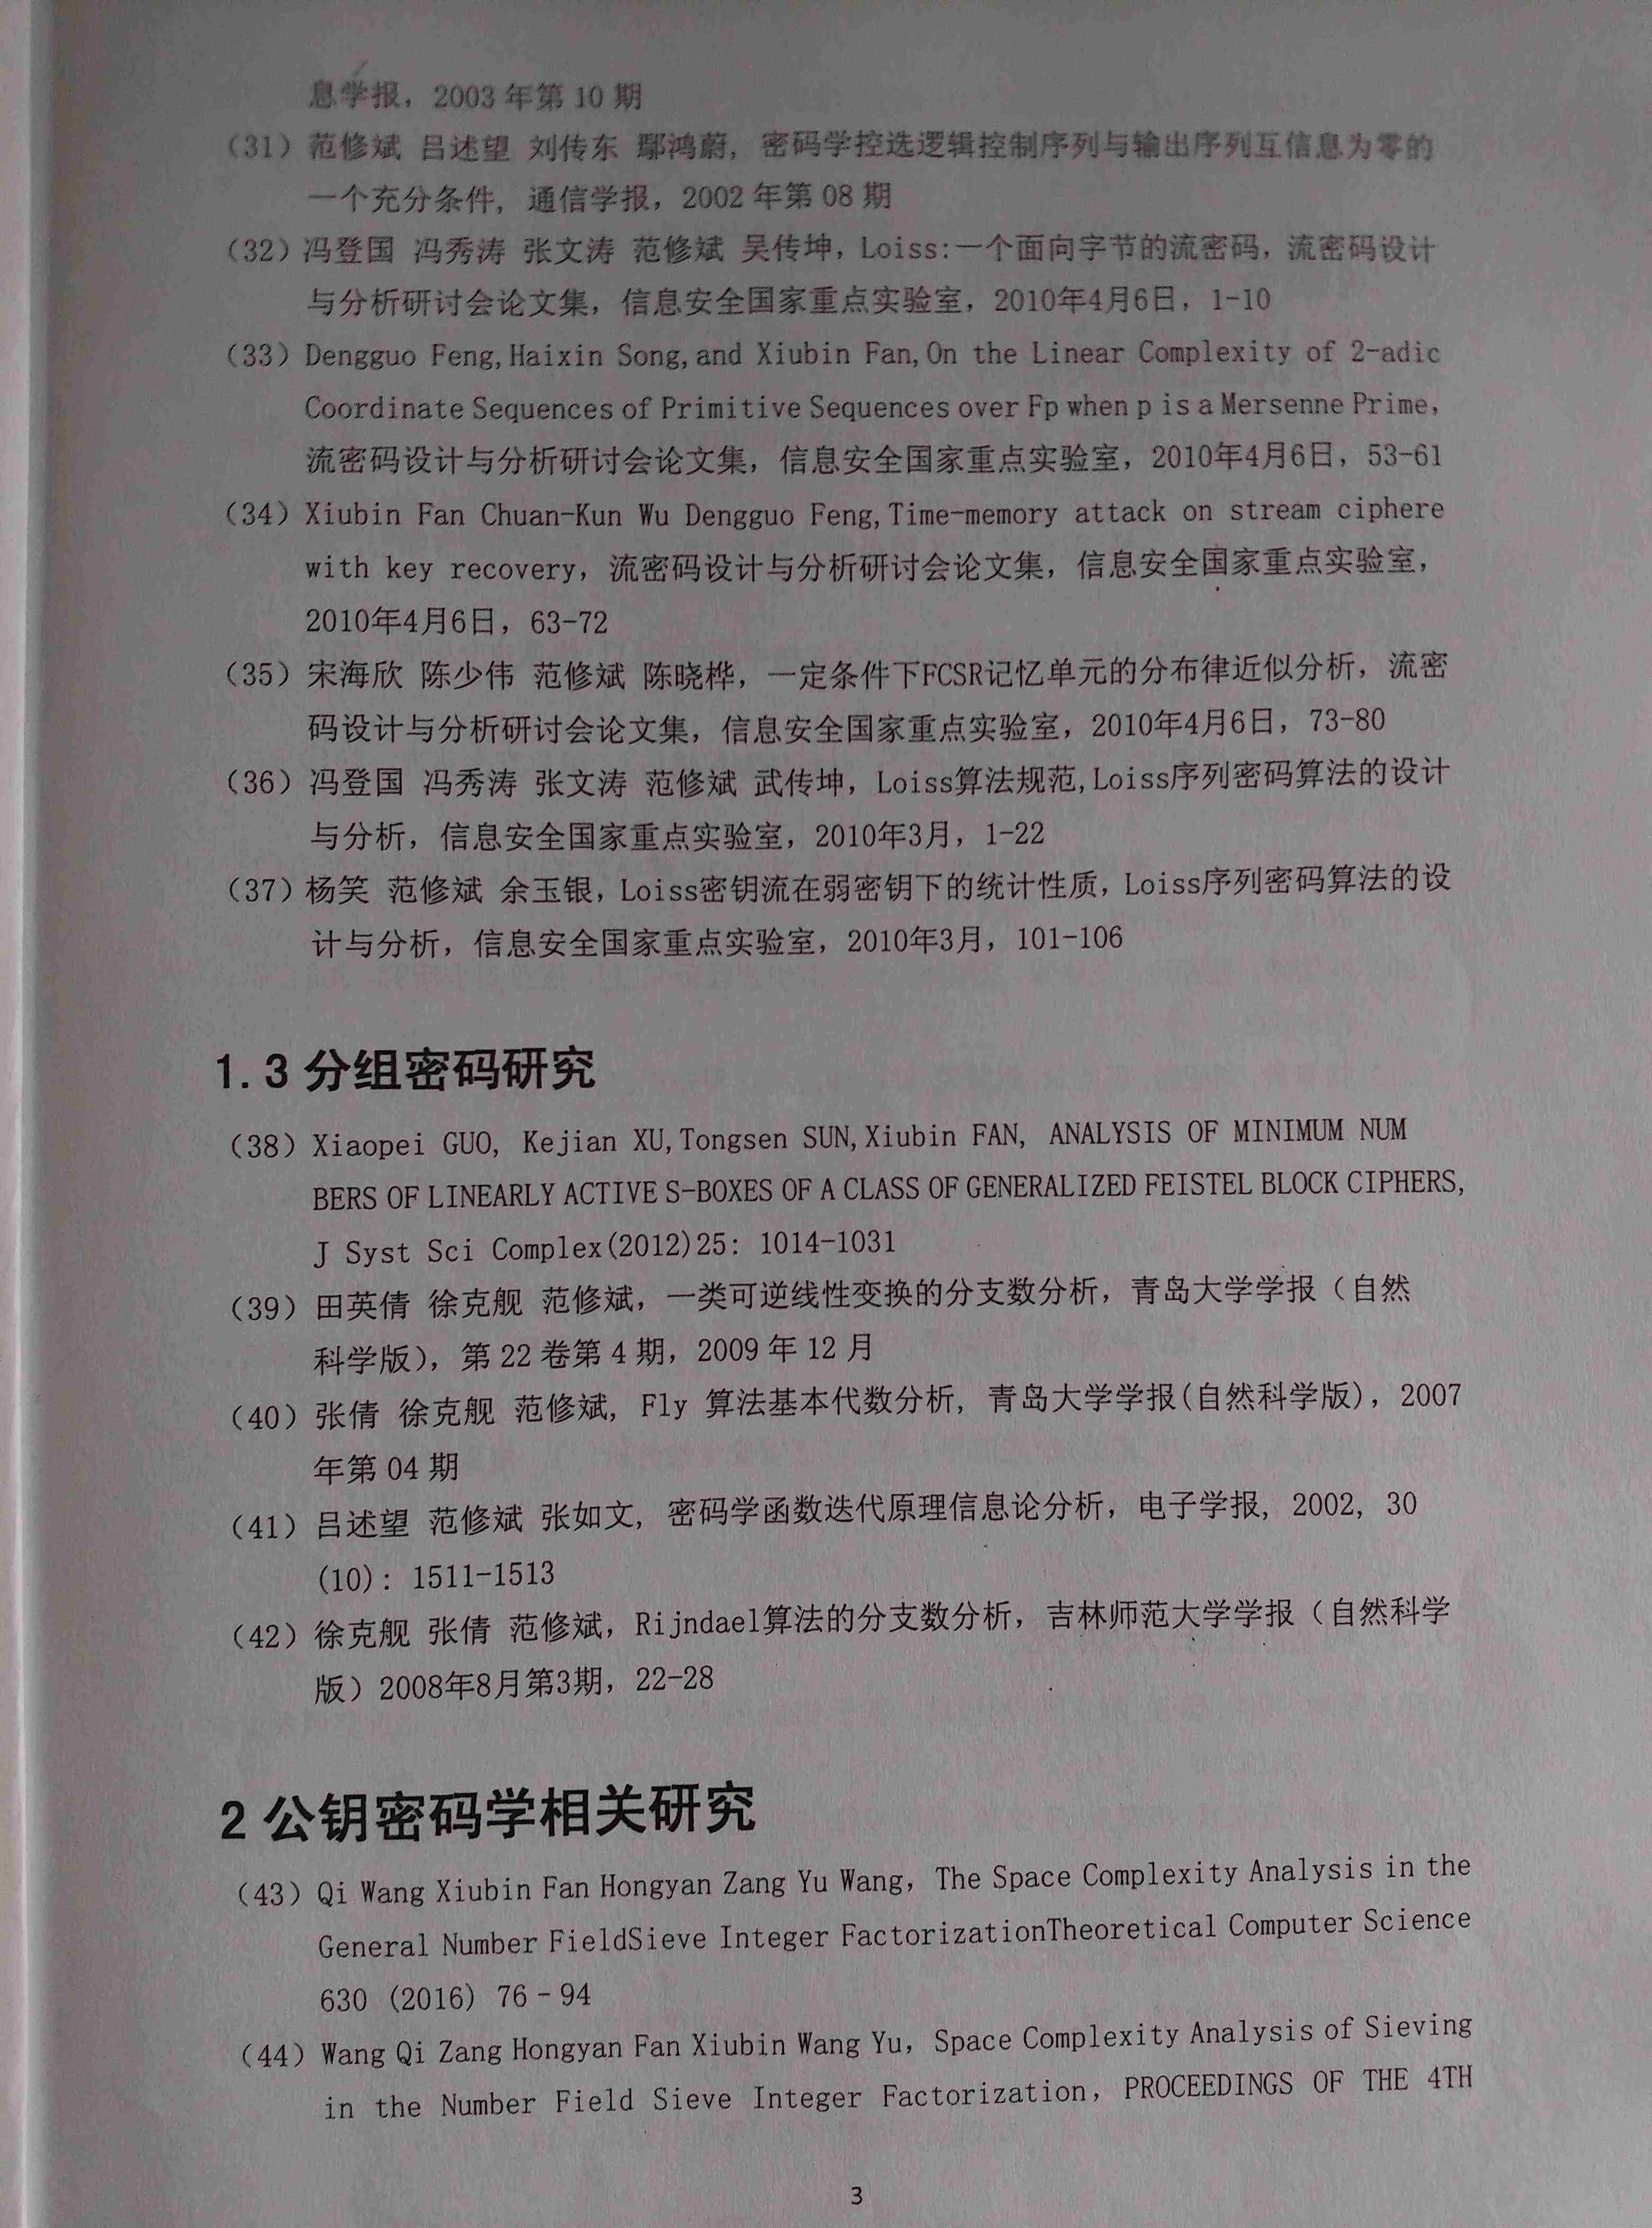 息学报，2003 年第 10 期
（31）范修斌 吕述望 刘传东 鄢鸿蔚，密码学控选逻辑控制序列与输出序列互信息为零的
一个充分条件，通信学报，2002 年第 08 期
（32）冯登国 冯秀涛 张文涛 范修斌 吴传坤，Loiss:一个面向字节的流密码，流密码设计
与分析研讨会论文集，信息安全国家重点实验室，2010年4月6日，1-10
（33）Dengguo Feng,Haixin Song,and Xiubin Fan,On the Linear Complexity of 2-adic
Coordinate Sequences of Primitive Sequences over Fp when p is a Mersenne Prime，
流密码设计与分析研讨会论文集，信息安全国家重点实验室，2010年4月6日，53-61
（34）Xiubin Fan Chuan-Kun Wu Dengguo Feng,Time-memory attack on stream ciphere
with key recovery，流密码设计与分析研讨会论文集，信息安全国家重点实验室，
2010年4月6日，63-72
（35）宋海欣 陈少伟 范修斌 陈晓桦，一定条件下FCSR记忆单元的分布律近似分析，流密
码设计与分析研讨会论文集，信息安全国家重点实验室，2010年4月6日，73-80
（36）冯登国 冯秀涛 张文涛 范修斌 武传坤，Loiss算法规范,Loiss序列密码算法的设计
与分析，信息安全国家重点实验室，2010年3月，1-22
（37）杨笑 范修斌 余玉银，Loiss密钥流在弱密钥下的统计性质，Loiss序列密码算法的设
计与分析，信息安全国家重点实验室，2010年3月，101-106
1.3 分组密码研究
（38）Xiaopei GUO, Kejian XU,Tongsen SUN,Xiubin FAN, ANALYSIS OF MINIMUM NUM
BERS OF LINEARLY ACTIVE S-BOXES OF A CLASS OF GENERALIZED FEISTEL BLOCK CIPHERS,
J Syst Sci Complex(2012)25: 1014-1031
（39）田英倩 徐克舰 范修斌，一类可逆线性变换的分支数分析，青岛大学学报（自然
科学版），第 22 卷第 4 期，2009 年 12 月
（40）张倩 徐克舰 范修斌, Fly 算法基本代数分析, 青岛大学学报(自然科学版)，2007
年第 04 期
（41）吕述望 范修斌 张如文, 密码学函数迭代原理信息论分析，电子学报, 2002, 30
(10): 1511-1513
（42）徐克舰 张倩 范修斌，Rijndael算法的分支数分析，吉林师范大学学报（自然科学
版）2008年8月第3期，22-28
2 公钥密码学相关研究
（43）Qi Wang Xiubin Fan Hongyan Zang Yu Wang，The Space Complexity Analysis in the
General Number FieldSieve Integer FactorizationTheoretical Computer Science
630 (2016) 76–94
（44）Wang Qi Zang Hongyan Fan Xiubin Wang Yu，Space Complexity Analysis of Sieving
in the Number Field Sieve Integer Factorization，PROCEEDINGS OF THE 4TH
3